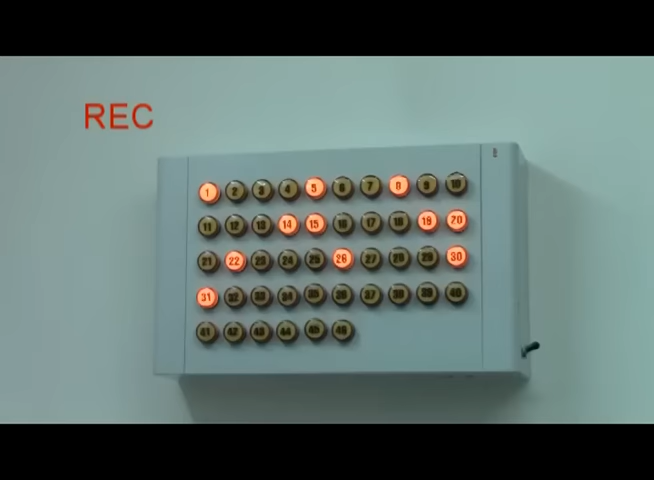 REC
1 2 3 4 5 6 7 8 9 10
11 12 13 14 15 16 17 18 19 20
21 22 23 24 25 26 27 28 29 30
31 32 33 34 35 36 37 38 39 40
41 42 43 44 45 46